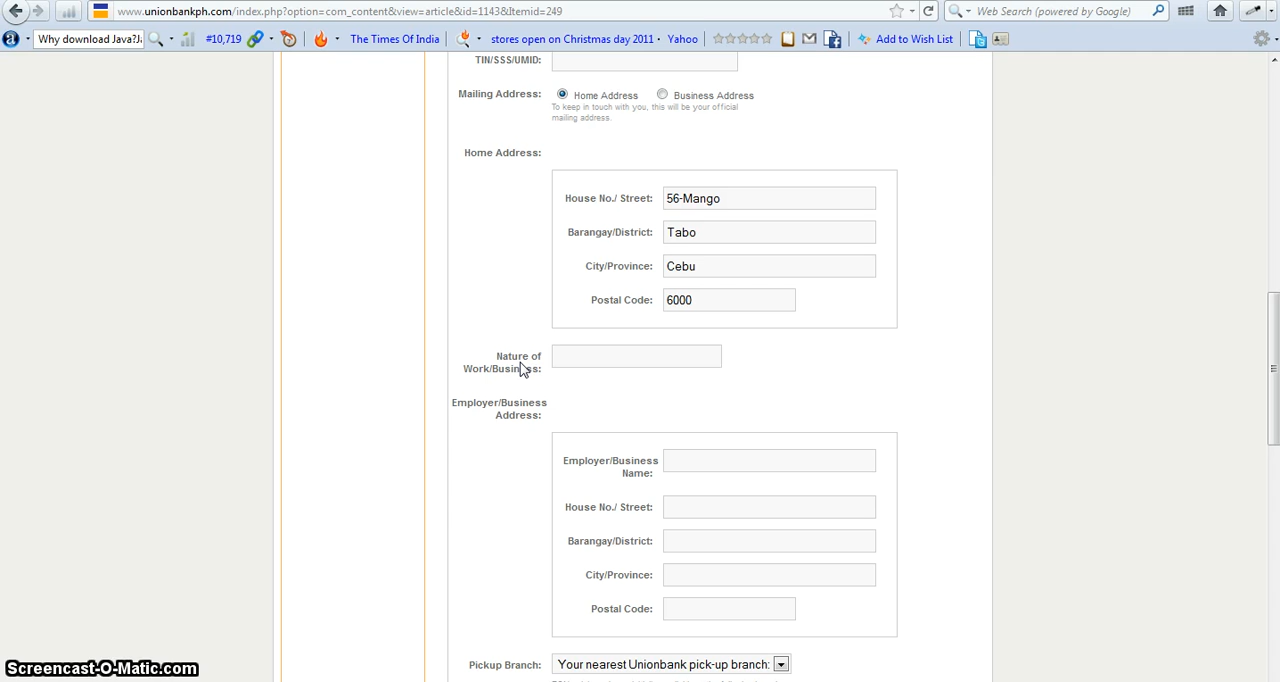 www.unionbankph.com/index.php?option=com_content&view=article&id=1143&Itemid=249
Web Search (powered by Google)
Why download Java?Ja
#10,719
The Times Of India
stores open on Christmas day 2011 · Yahoo
Add to Wish List
TIN/SSS/UMID:
Mailing Address:
Home Address
Business Address
To keep in touch with you, this will be your official
mailing address.
Home Address:
House No./ Street:
56-Mango
Barangay/District:
Tabo
City/Province:
Cebu
Postal Code:
6000
Nature of
Work/Business:
Employer/Business
Address:
Employer/Business
Name:
House No./ Street:
Barangay/District:
City/Province:
Postal Code:
Pickup Branch:
Your nearest Unionbank pick-up branch:
Screencast-O-Matic.com